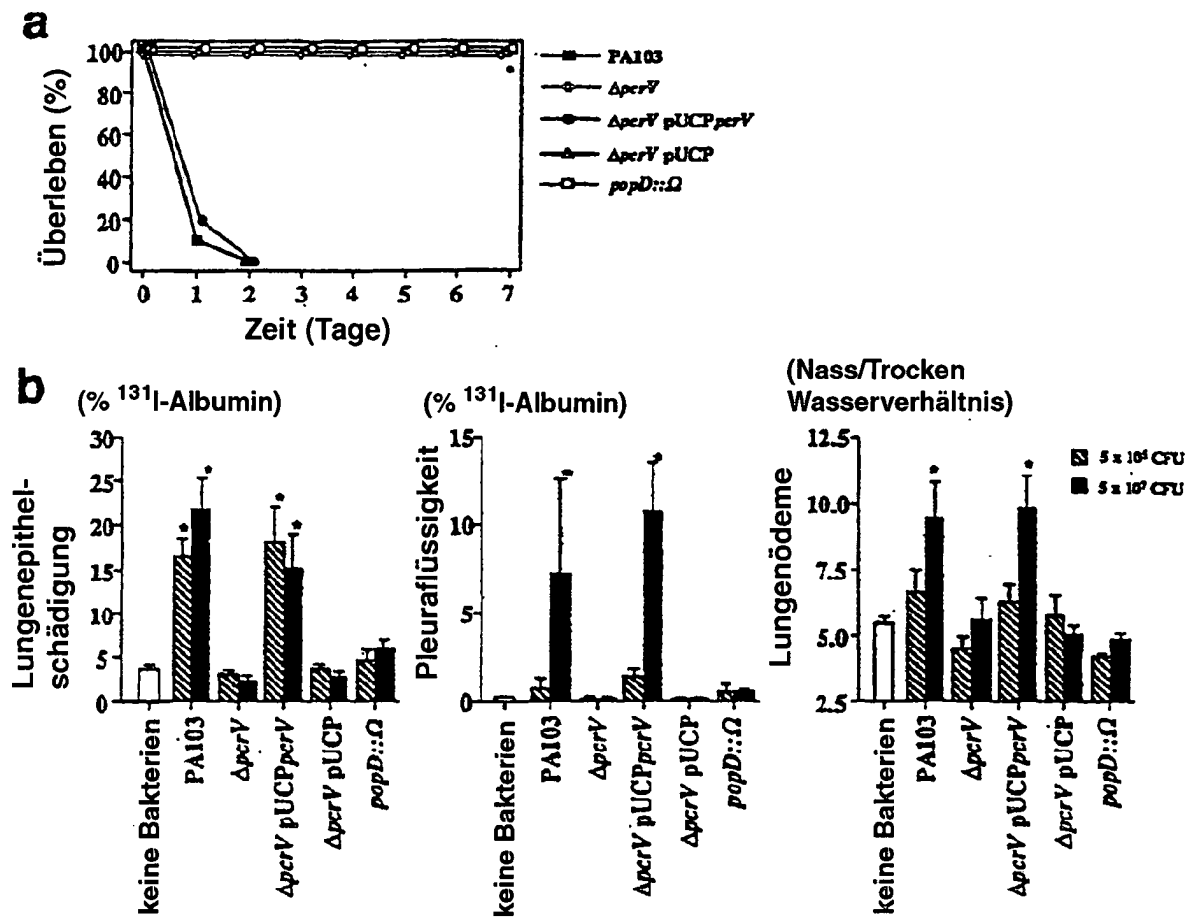 a
Überleben (%)
100
80
60
40
20
0
0 1 2 3 4 5 6 7
Zeit (Tage)
PA103
ΔpcrV
ΔpcrV pUCPpcrV
ΔpcrV pUCP
popD::Ω
b
(% ¹³¹I-Albumin)
Lungenepithel-
schädigung
30
25
20
15
10
5
0
keine Bakterien
PA103
ΔpcrV
ΔpcrV pUCPpcrV
ΔpcrV pUCP
popD::Ω
(% ¹³¹I-Albumin)
Pleuraflüssigkeit
15
10
5
0
keine Bakterien
PA103
ΔpcrV
ΔpcrV pUCPpcrV
ΔpcrV pUCP
popD::Ω
(Nass/Trocken
Wasserverhältnis)
Lungenödeme
12.5
10.0
7.5
5.0
2.5
keine Bakterien
PA103
ΔpcrV
ΔpcrV pUCPpcrV
ΔpcrV pUCP
popD::Ω
CFU
CFU